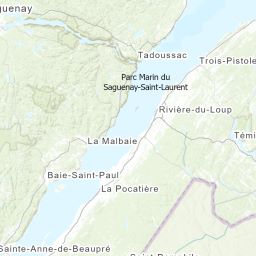 guenay
Tadoussac
Trois-Pistole
Parc Marin du
Saguenay-Saint-Laurent
Rivière-du-Loup
Témi
La Malbaie
Baie-Saint-Paul
La Pocatière
Sainte-Anne-de-Beaupré